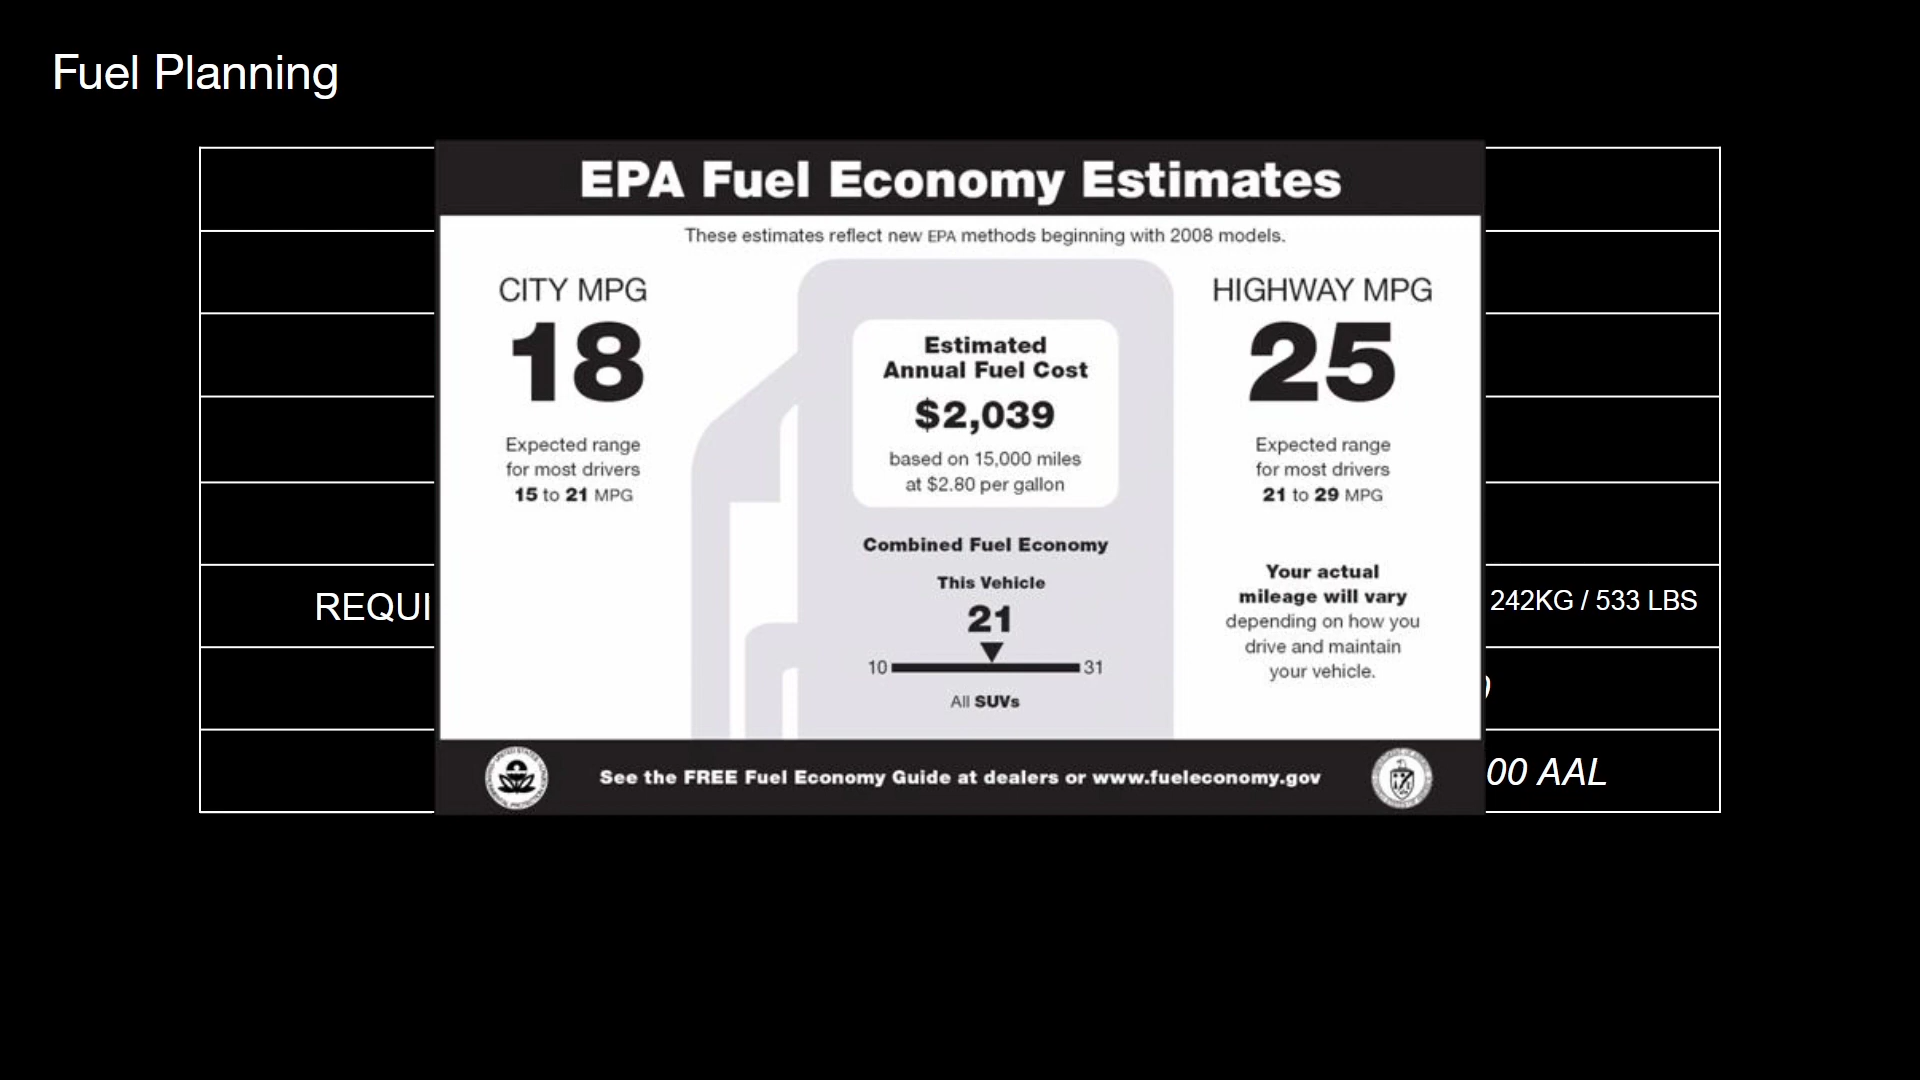 Fuel Planning
EPA Fuel Economy Estimates
These estimates reflect new EPA methods beginning with 2008 models.
CITY MPG
18
Expected range
for most drivers
15 to 21 MPG
Estimated
Annual Fuel Cost
$2,039
based on 15,000 miles
at $2.80 per gallon
Combined Fuel Economy
This Vehicle
21
10 31
All SUVs
HIGHWAY MPG
25
Expected range
for most drivers
21 to 29 MPG
Your actual
mileage will vary
depending on how you
drive and maintain
your vehicle.
See the FREE Fuel Economy Guide at dealers or www.fueleconomy.gov
REQUI
242KG / 533 LBS
)
00 AAL